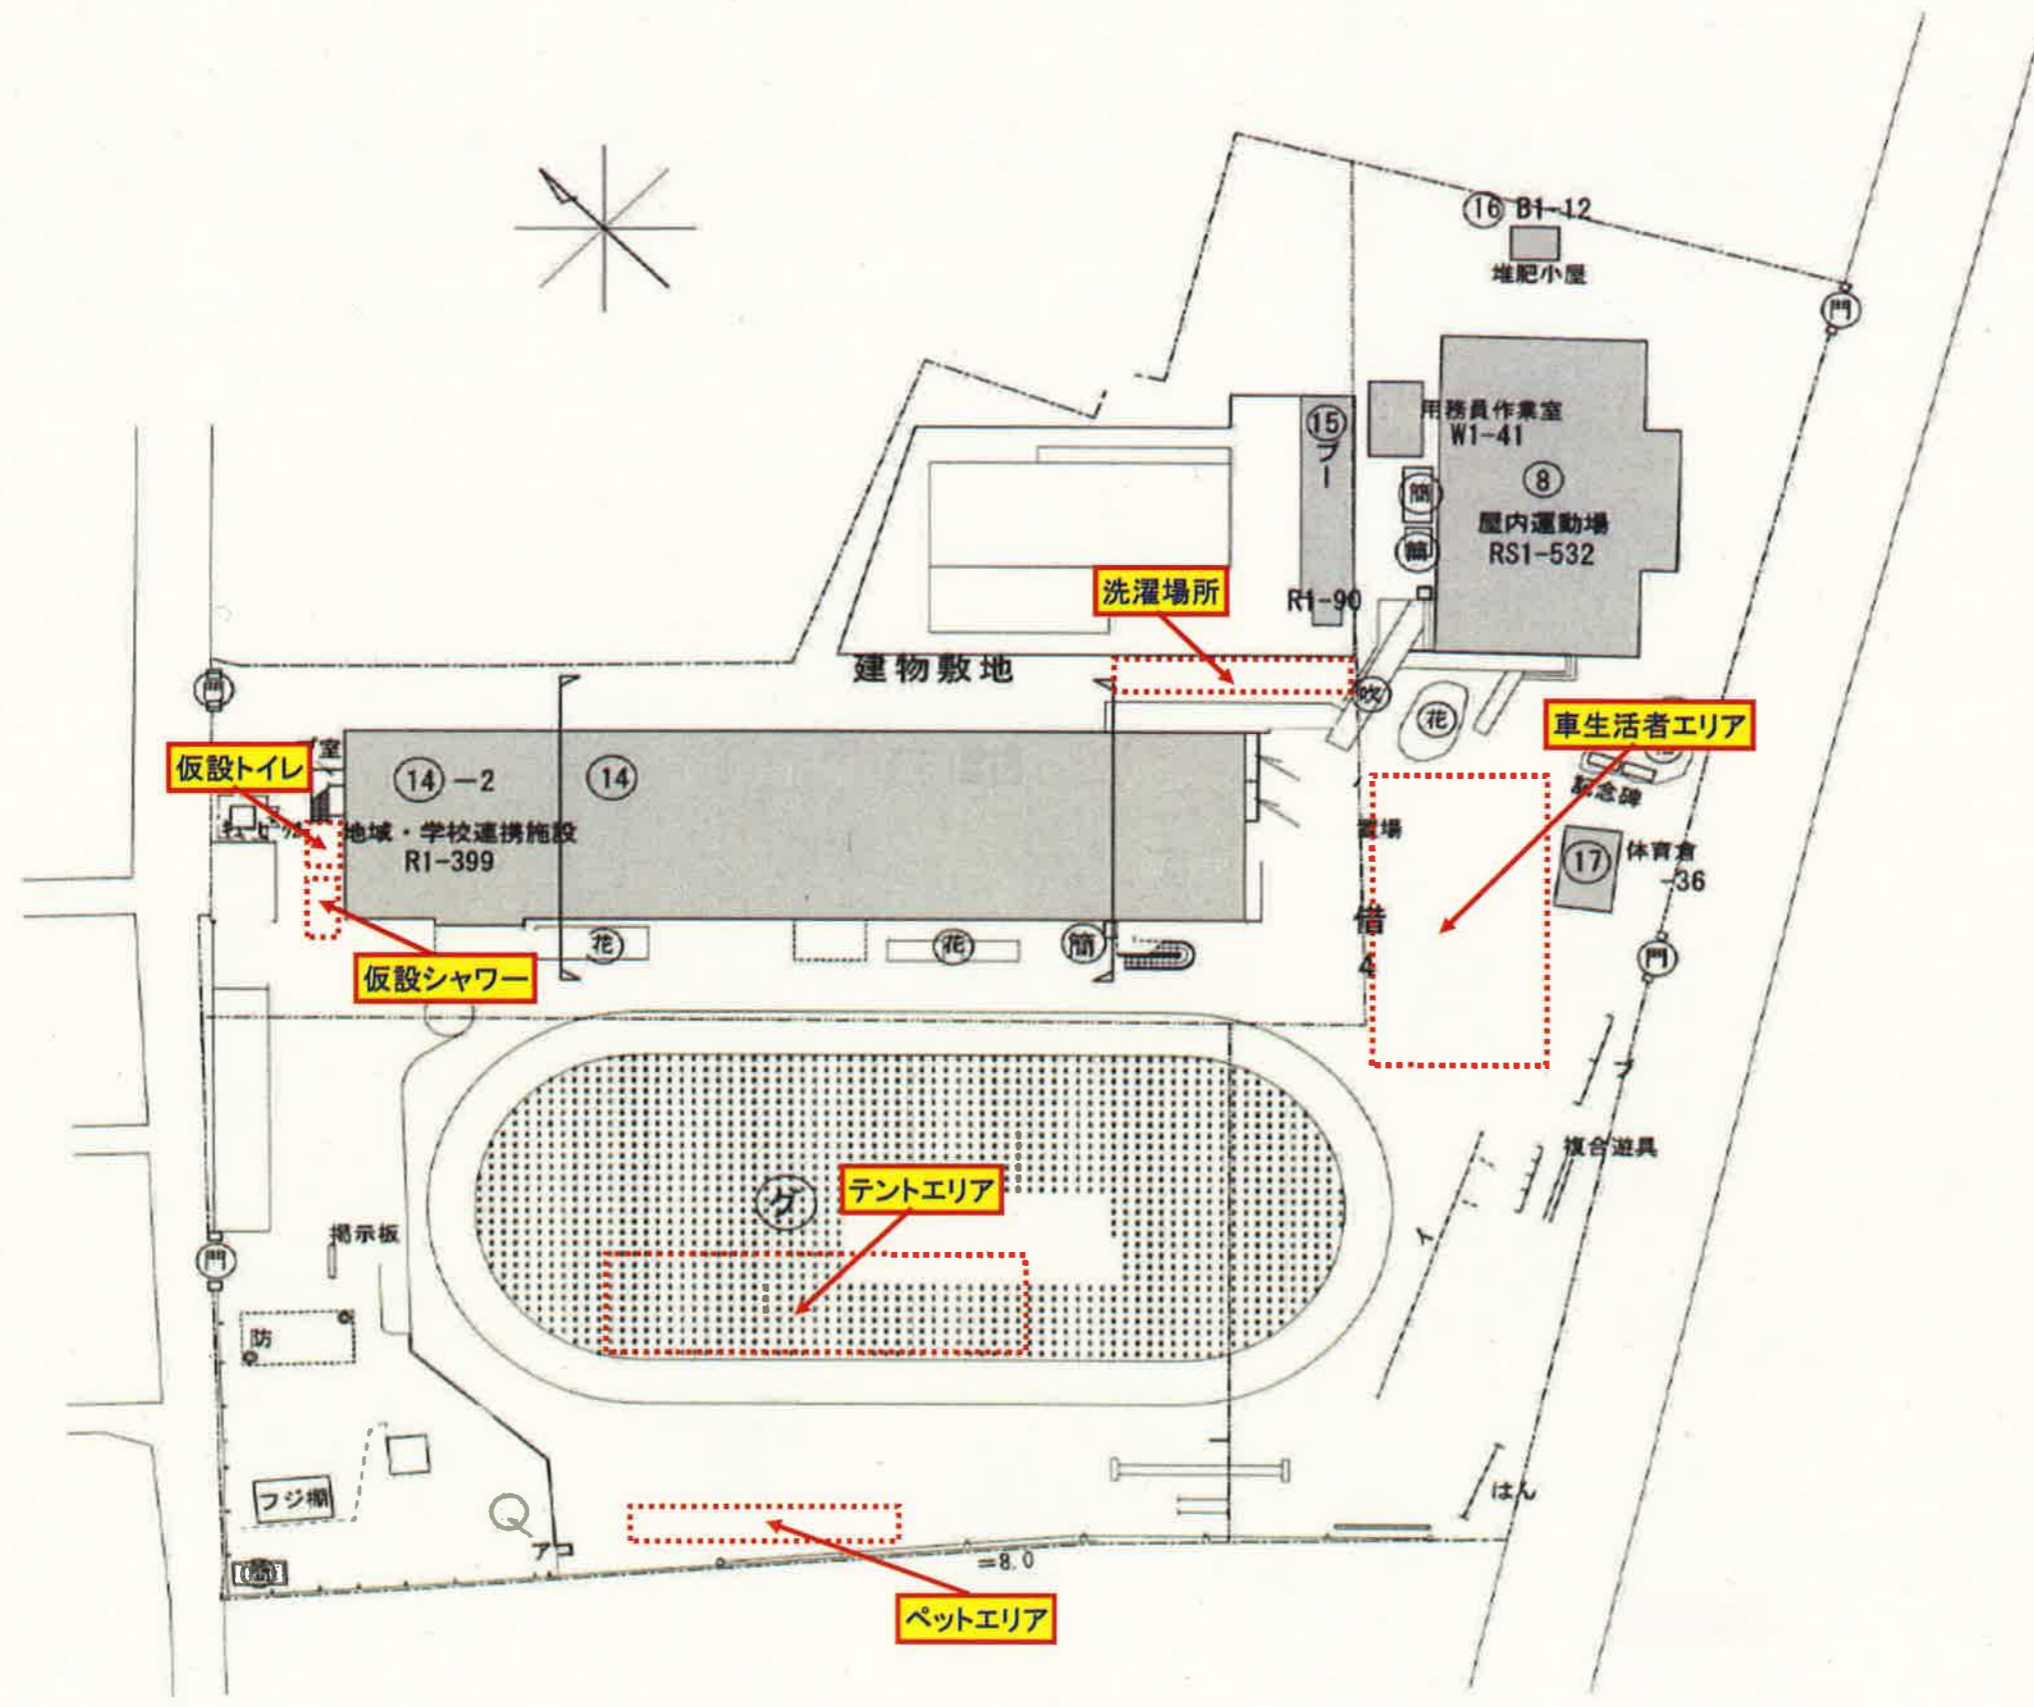 ⑯ B1-12
堆肥小屋
門
用務員作業室
W1-41
⑮
プー
⑧
簡
屋内運動場
RS1-532
簡
洗濯場所
R1-90
建物敷地
門
吹
花
車生活者エリア
記念碑
室
仮設トイレ
⑭-2
⑭
地域・学校連携施設
R1-399
置場
⑰
体育倉
-36
借
4
花
花
簡
門
仮設シャワー
複合遊具
テントエリア
グ
イ
掲示板
門
防
フジ棚
はん
ア
=8.0
ペットエリア